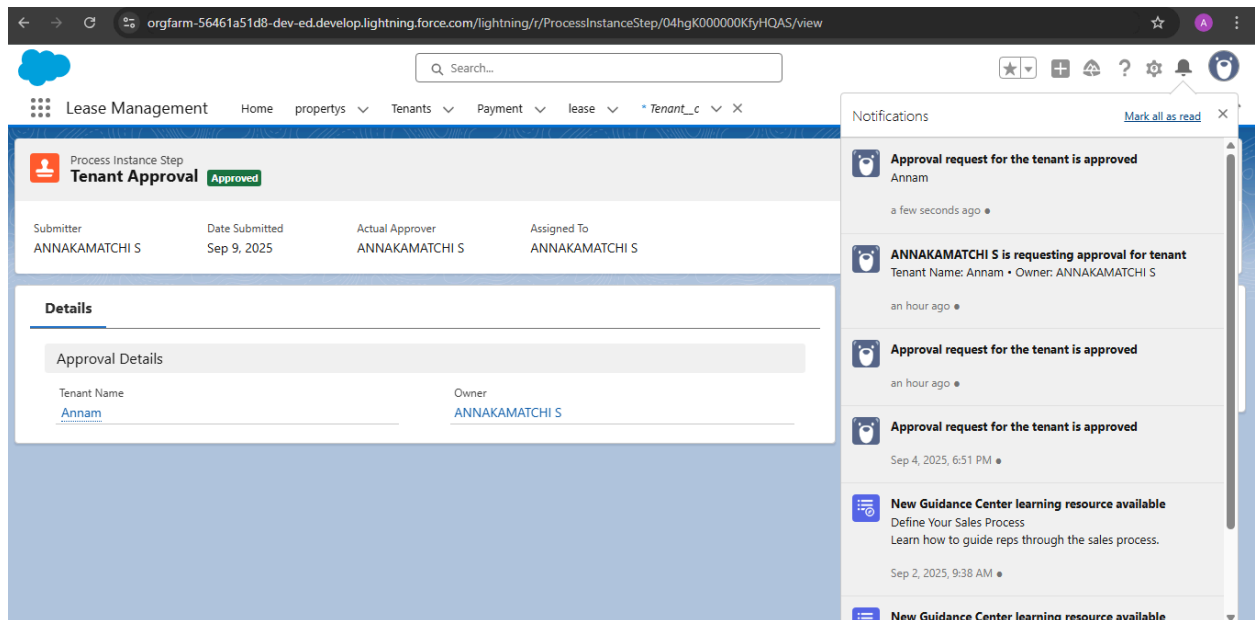 orgfarm-56461a51d8-dev-ed.develop.lightning.force.com/lightning/r/ProcessInstanceStep/04hgK000000KfyHQAS/view
A
Search...
Lease Management
Home
propertys
Tenants
Payment
lease
* Tenant__c
Process Instance Step
Tenant Approval
Approved
Submitter
ANNAKAMATCHI S
Date Submitted
Sep 9, 2025
Actual Approver
ANNAKAMATCHI S
Assigned To
ANNAKAMATCHI S
Details
Approval Details
Tenant Name
Annam
Owner
ANNAKAMATCHI S
Notifications
Mark all as read
Approval request for the tenant is approved
Annam
a few seconds ago
ANNAKAMATCHI S is requesting approval for tenant
Tenant Name: Annam • Owner: ANNAKAMATCHI S
an hour ago
Approval request for the tenant is approved
an hour ago
Approval request for the tenant is approved
Sep 4, 2025, 6:51 PM
New Guidance Center learning resource available
Define Your Sales Process
Learn how to guide reps through the sales process.
Sep 2, 2025, 9:38 AM
New Guidance Center learning resource available